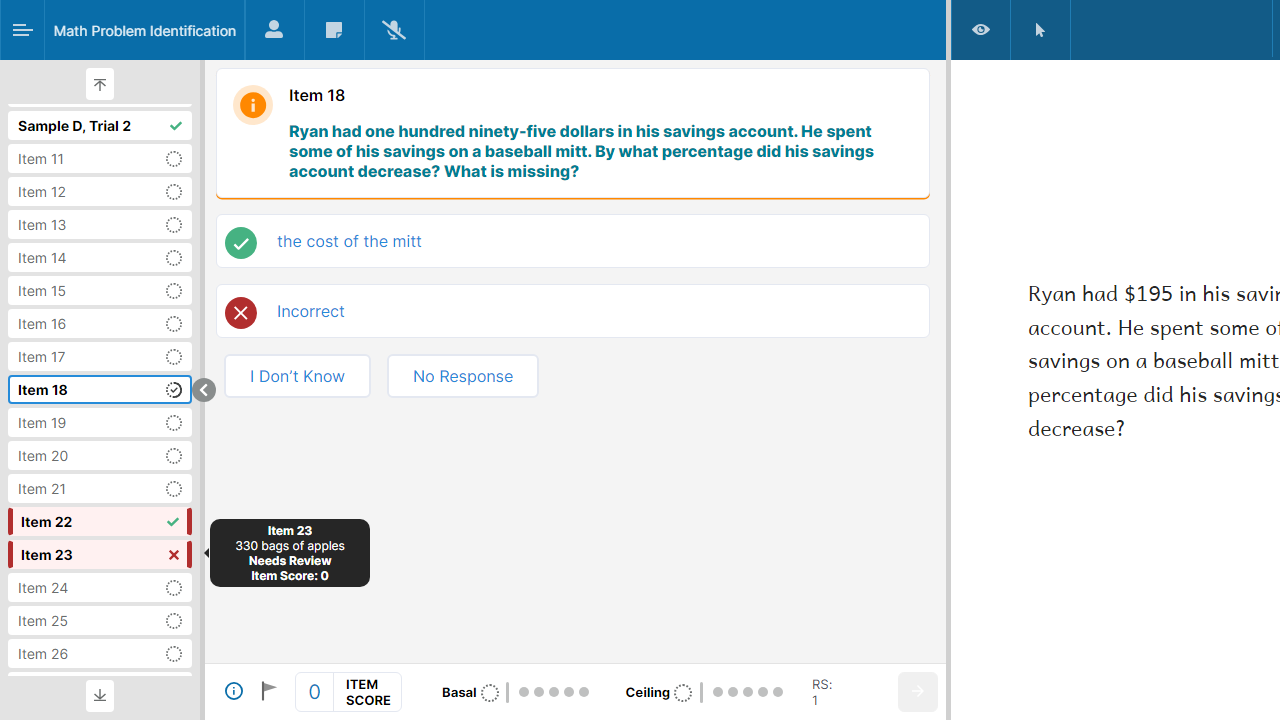 Math Problem Identification
Sample D, Trial 2
Item 11
Item 12
Item 13
Item 14
Item 15
Item 16
Item 17
Item 18
Item 19
Item 20
Item 21
Item 22
Item 23
Item 24
Item 25
Item 26
Item 18
Ryan had one hundred ninety-five dollars in his savings account. He spent
some of his savings on a baseball mitt. By what percentage did his savings
account decrease? What is missing?
the cost of the mitt
Incorrect
I Don’t Know
No Response
Item 23
330 bags of apples
Needs Review
Item Score: 0
0
ITEM
SCORE
Basal
Ceiling
RS:
1
Ryan had $195 in his savin
account. He spent some of
savings on a baseball mitt
percentage did his savings
decrease?